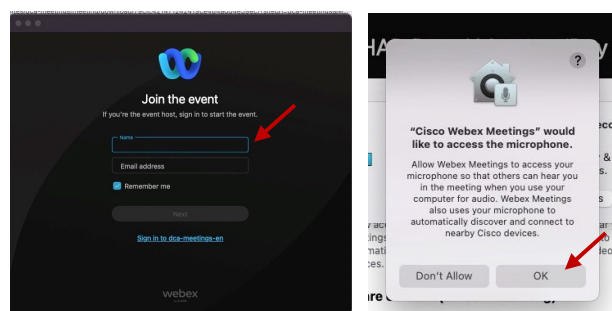 Join the event
If you're the event host, sign in to start the event.
Name
Email address
Remember me
Next
Sign in to dca-meetings-en
webex
HA
y
?
"Cisco Webex Meetings" would
like to access the microphone.
Allow Webex Meetings to access your
microphone so that others can hear you
in the meeting when you use your
computer for audio. Webex Meetings
also uses your microphone to
automatically discover and connect to
nearby Cisco devices.
Don't Allow
OK